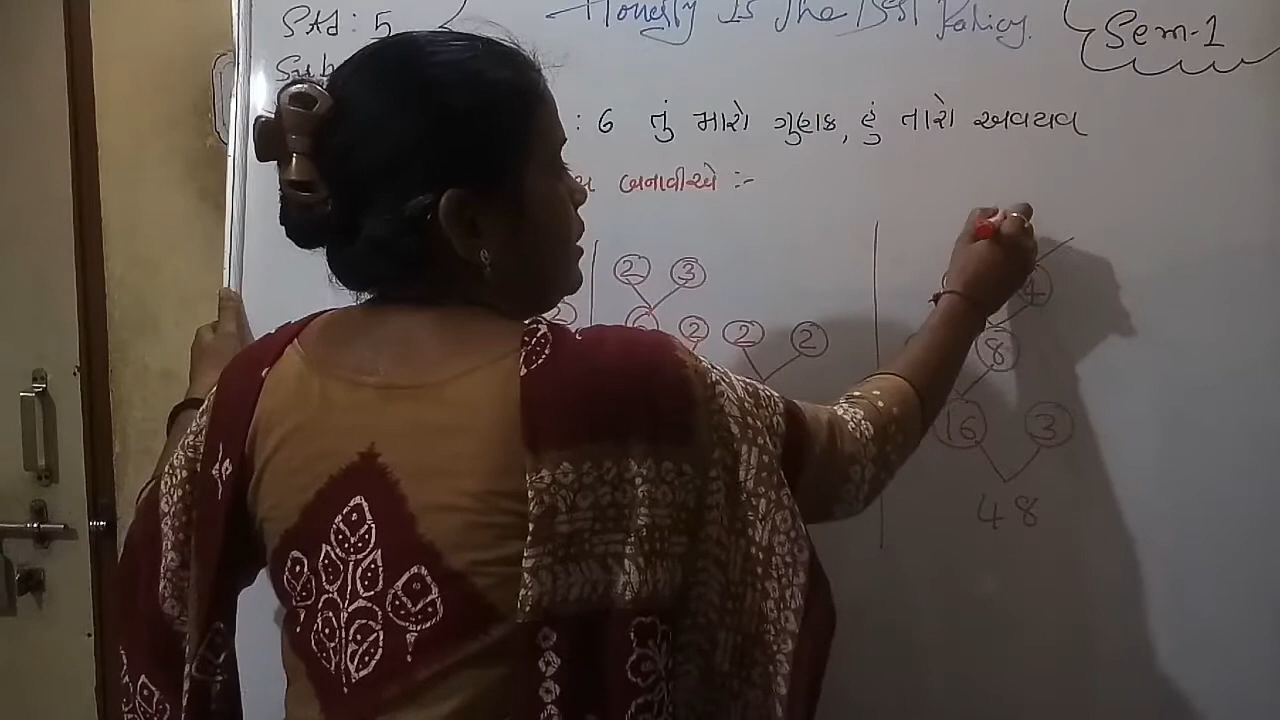 Std : 5
Honesty Is The Best Policy.
Sem-1
: 6 તું મારો ગુણક, હું તારો અવયવ
બનાવીએ :-
2 3
2 2 2
4
8
16 3
48